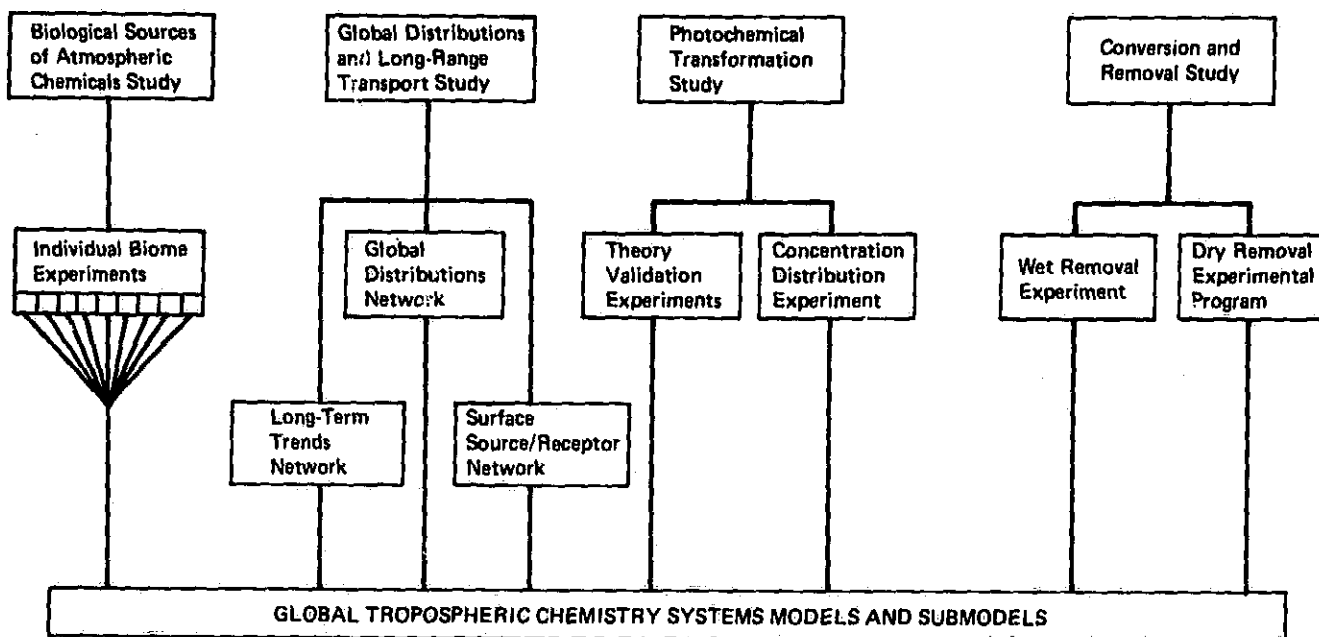 Biological Sources
of Atmospheric
Chemicals Study
Global Distributions
and Long-Range
Transport Study
Photochemical
Transformation
Study
Conversion and
Removal Study
Individual Biome
Experiments
Global
Distributions
Network
Theory
Validation
Experiments
Concentration
Distribution
Experiment
Wet Removal
Experiment
Dry Removal
Experimental
Program
Long-Term
Trends
Network
Surface
Source/Receptor
Network
GLOBAL TROPOSPHERIC CHEMISTRY SYSTEMS MODELS AND SUBMODELS